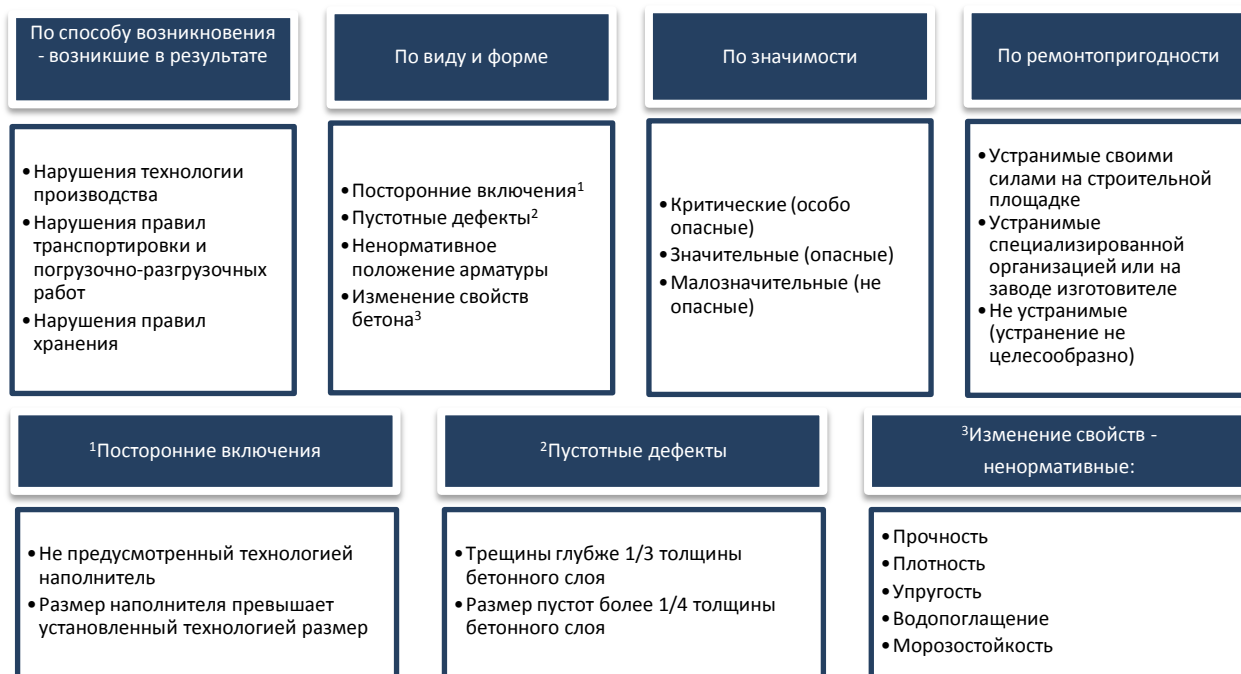 По способу возникновения
- возникшие в результате
•Нарушения технологии
производства
•Нарушения правил
транспортировки и
погрузочно-разгрузочных
работ
•Нарушения правил
хранения
По виду и форме
•Посторонние включения¹
•Пустотные дефекты²
•Ненормативное
положение арматуры
•Изменение свойств
бетона³
По значимости
•Критические (особо
опасные)
•Значительные (опасные)
•Малозначительные (не
опасные)
По ремонтопригодности
•Устранимые своими
силами на строительной
площадке
•Устранимые
специализированной
организацией или на
заводе изготовителе
•Не устранимые
(устранение не
целесообразно)
¹Посторонние включения
•Не предусмотренный технологией
наполнитель
•Размер наполнителя превышает
установленный технологией размер
²Пустотные дефекты
•Трещины глубже 1/3 толщины
бетонного слоя
•Размер пустот более 1/4 толщины
бетонного слоя
³Изменение свойств -
ненормативные:
•Прочность
•Плотность
•Упругость
•Водопоглащение
•Морозостойкость